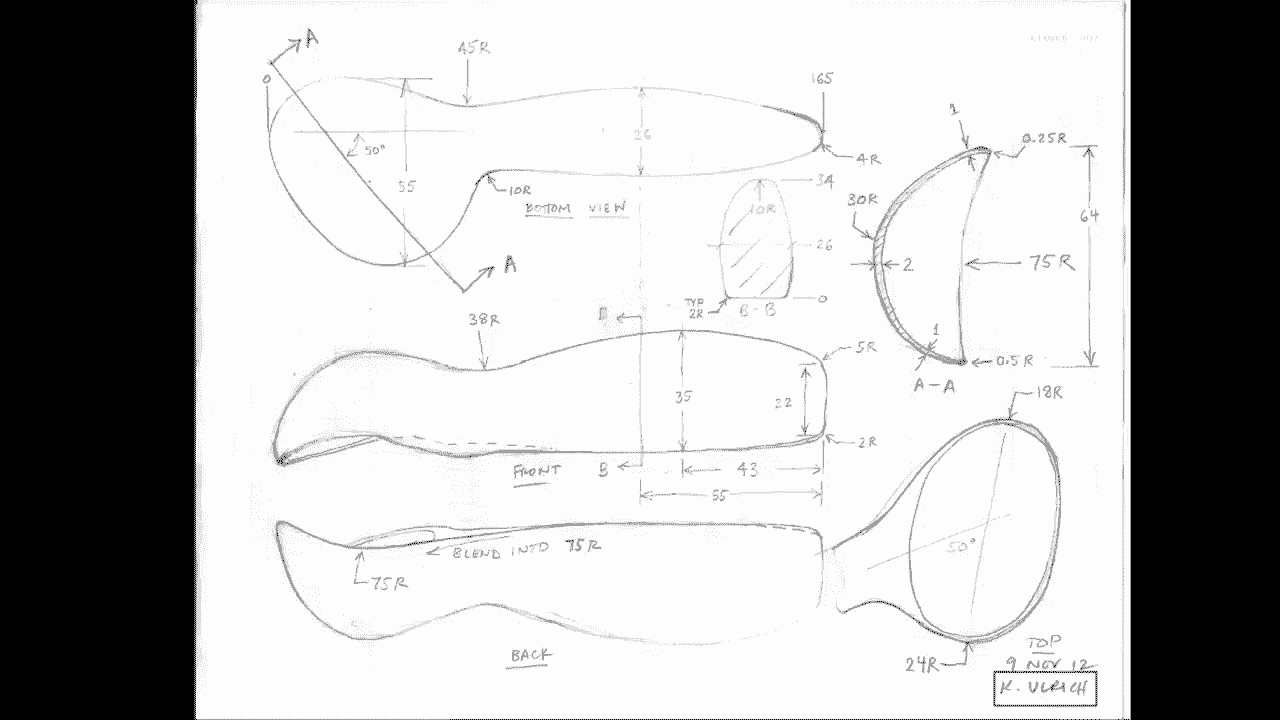 A
0
45R
165
50°
55
26
4R
10R
BOTTOM VIEW
A
34
10R
26
0
TYP
2R
B-B
1
0.25R
30R
64
2
75R
1
0.5R
A-A
38R
5R
35
22
2R
FRONT
B
43
55
18R
BLEND INTO 75R
75R
BACK
50°
24R
TOP
9 NOV 12
K. ULRICH